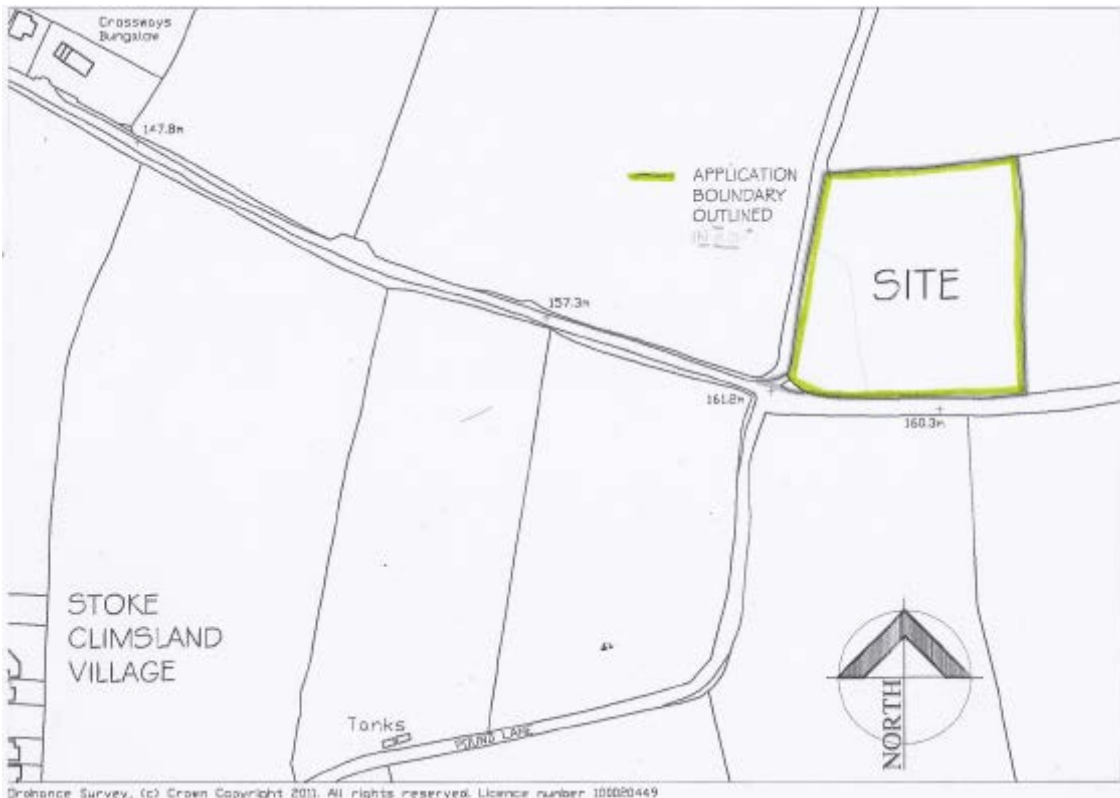 Crossways
Bungalow
147.8m
APPLICATION
BOUNDARY
OUTLINED
SITE
157.3m
161.2m
160.3m
STOKE
CLIMSLAND
VILLAGE
Tanks
POUND LANE
NORTH
Ordnance Survey, (c) Crown Copyright 2011. All rights reserved. Licence number 100020449